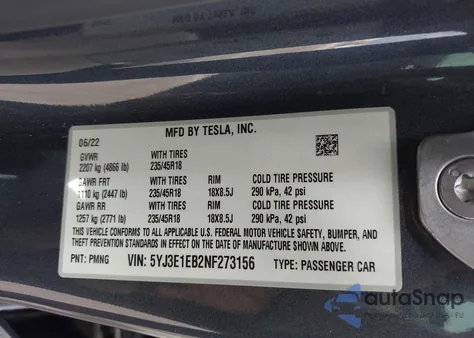 MFD BY TESLA, INC.
06/22
GVWR WITH TIRES
2207 kg (4866 lb) 235/45R18
GAWR FRT WITH TIRES RIM COLD TIRE PRESSURE
1110 kg (2447 lb) 235/45R18 18X8.5J 290 kPa, 42 psi
GAWR RR WITH TIRES RIM COLD TIRE PRESSURE
1257 kg (2771 lb) 235/45R18 18X8.5J 290 kPa, 42 psi
THIS VEHICLE CONFORMS TO ALL APPLICABLE U.S. FEDERAL MOTOR VEHICLE SAFETY, BUMPER, AND
THEFT PREVENTION STANDARDS IN EFFECT ON THE DATE OF MANUFACTURE SHOWN ABOVE.
PNT: PMNG VIN: 5YJ3E1EB2NF273156 TYPE: PASSENGER CAR
autoSnap